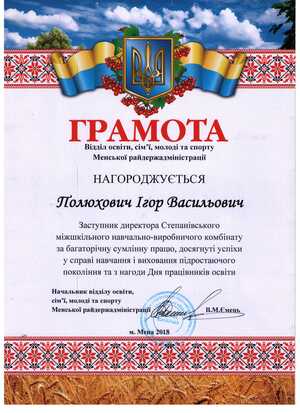 ГРАМОТА
Відділ освіти, сім'ї, молоді та спорту
Менської райдержадміністрації
НАГОРОДЖУЄТЬСЯ
Полюхович Ігор Васильович
Заступник директора Степанівського
міжшкільного навчально-виробничого комбінату
за багаторічну сумлінну працю, досягнуті успіхи
у справі навчання і виховання підростаючого
покоління та з нагоди Дня працівників освіти
Начальник відділу освіти,
сім'ї, молоді та спорту
Менської райдержадміністрації В.М.Ємець
м. Мена 2018